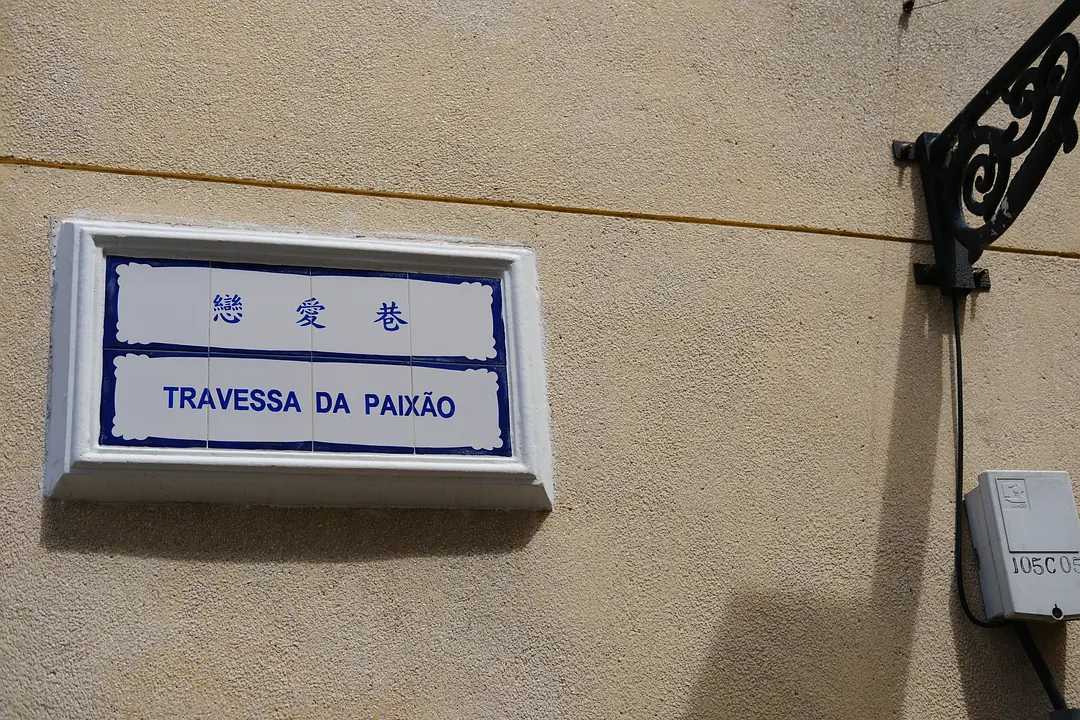 戀愛巷
TRAVESSA DA PAIXÃO
105C05